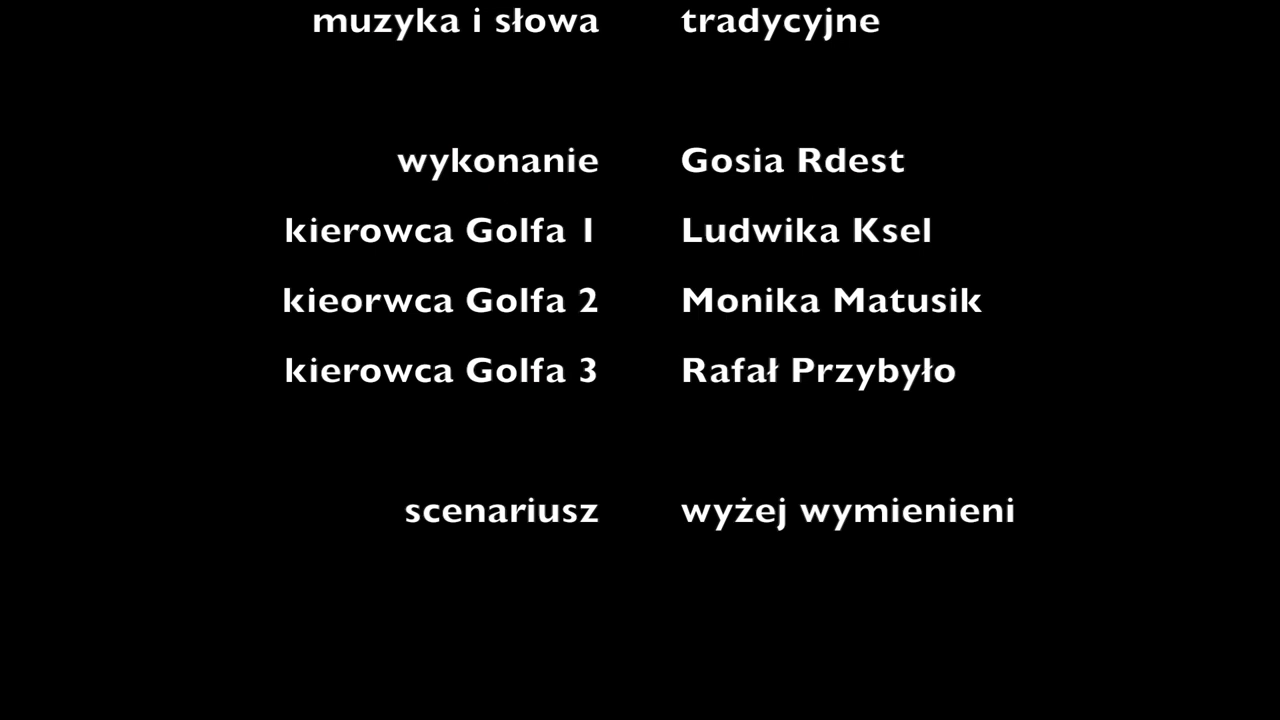 muzyka i słowa tradycyjne
wykonanie Gosia Rdest
kierowca Golfa 1 Ludwika Ksel
kieorwca Golfa 2 Monika Matusik
kierowca Golfa 3 Rafał Przybyło
scenariusz wyżej wymienieni